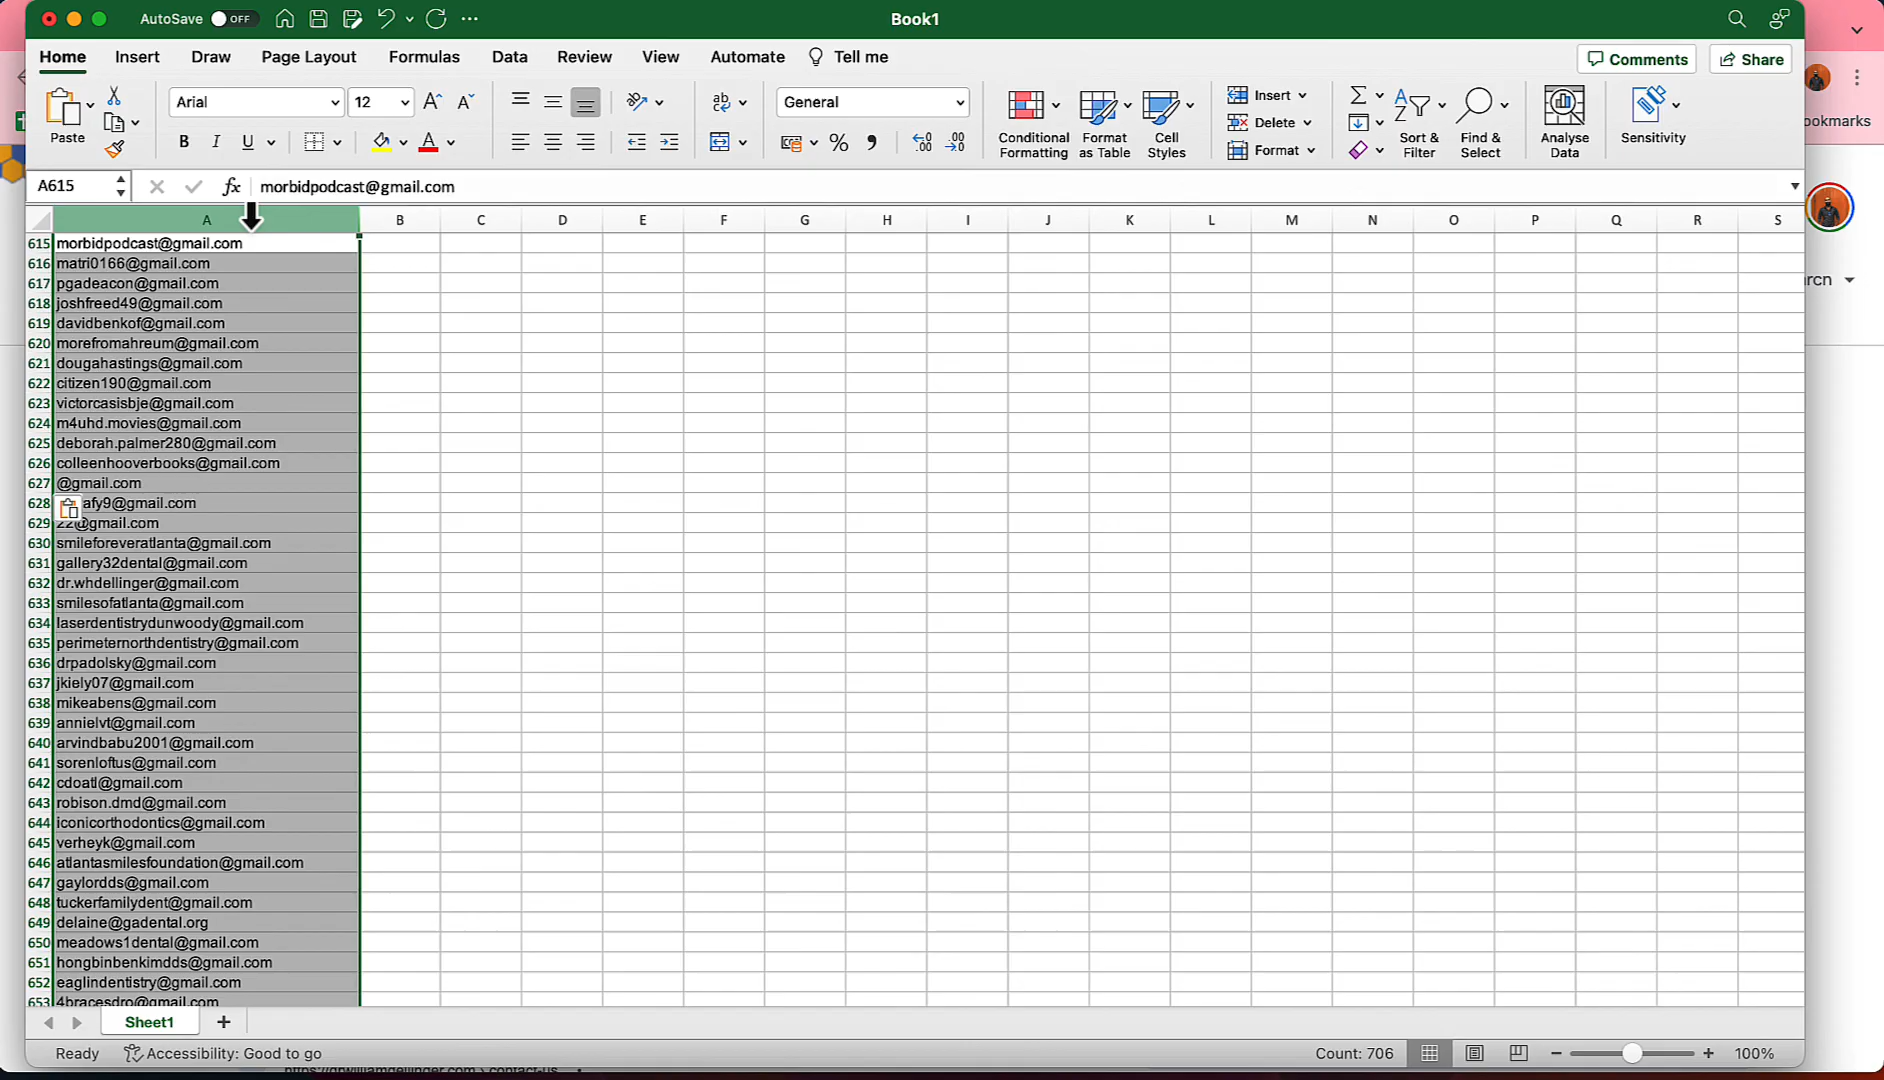 AutoSave OFF Book1
Home Insert Draw Page Layout Formulas Data Review View Automate Tell me Comments Share
Arial 12 General Insert
Delete
Format
Paste Conditional Formatting Format as Table Cell Styles Sort & Filter Find & Select Analyse Data Sensitivity
ookmarks
A615 fx morbidpodcast@gmail.com
A B C D E F G H I J K L M N O P Q R S
615 morbidpodcast@gmail.com
616 matri0166@gmail.com
617 pgadeacon@gmail.com
618 joshfreed49@gmail.com
619 davidbenkof@gmail.com
620 morefromahreum@gmail.com
621 dougahastings@gmail.com
622 citizen190@gmail.com
623 victorcasisbje@gmail.com
624 m4uhd.movies@gmail.com
625 deborah.palmer280@gmail.com
626 colleenhooverbooks@gmail.com
627 @gmail.com
628 afy9@gmail.com
629 22@gmail.com
630 smileforeveratlanta@gmail.com
631 gallery32dental@gmail.com
632 dr.whdellinger@gmail.com
633 smilesofatlanta@gmail.com
634 laserdentistrydunwoody@gmail.com
635 perimeternorthdentistry@gmail.com
636 drpadolsky@gmail.com
637 jkiely07@gmail.com
638 mikeabens@gmail.com
639 annielvt@gmail.com
640 arvindbabu2001@gmail.com
641 sorenloftus@gmail.com
642 cdoatl@gmail.com
643 robison.dmd@gmail.com
644 iconicorthodontics@gmail.com
645 verheyk@gmail.com
646 atlantasmilesfoundation@gmail.com
647 gaylordds@gmail.com
648 tuckerfamilydent@gmail.com
649 delaine@gadental.org
650 meadows1dental@gmail.com
651 hongbinbenkimdds@gmail.com
652 eaglindentistry@gmail.com
653 4bracesdro@gmail.com
Sheet1
Ready Accessibility: Good to go Count: 706 100%